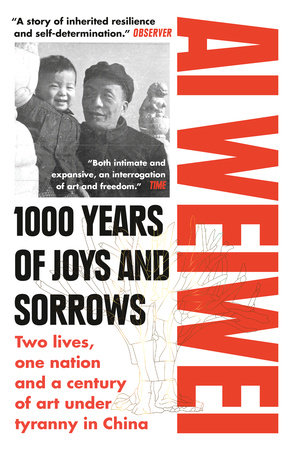 “A story of inherited resilience
and self-determination.” OBSERVER
“Both intimate and
expansive, an interrogation
of art and freedom.” TIME
AI WEIWEI
1000 YEARS
OF JOYS AND
SORROWS
Two lives,
one nation
and a century
of art under
tyranny in China